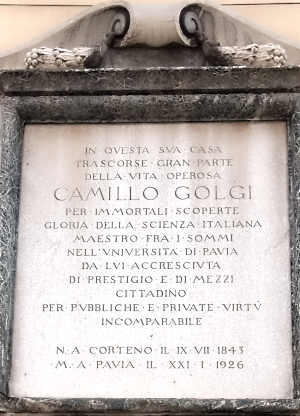 IN QVESTA SVA CASA
TRASCORSE · GRAN · PARTE
DELLA · VITA · OPEROSA
CAMILLO GOLGI
PER · IMMORTALI · SCOPERTE
GLORIA · DELLA · SCIENZA · ITALIANA
MAESTRO · FRA · I · SOMMI
NELL'VNIVERSITÀ · DI · PAVIA
DA · LVI · ACCRESCIVTA
DI · PRESTIGIO · E · DI · MEZZI
CITTADINO
PER · PVBBLICHE · E · PRIVATE · VIRTÙ
INCOMPARABILE
N. · A · CORTENO · IL · IX · VII · 1843
M. · A · PAVIA · IL · XXI · I · 1926